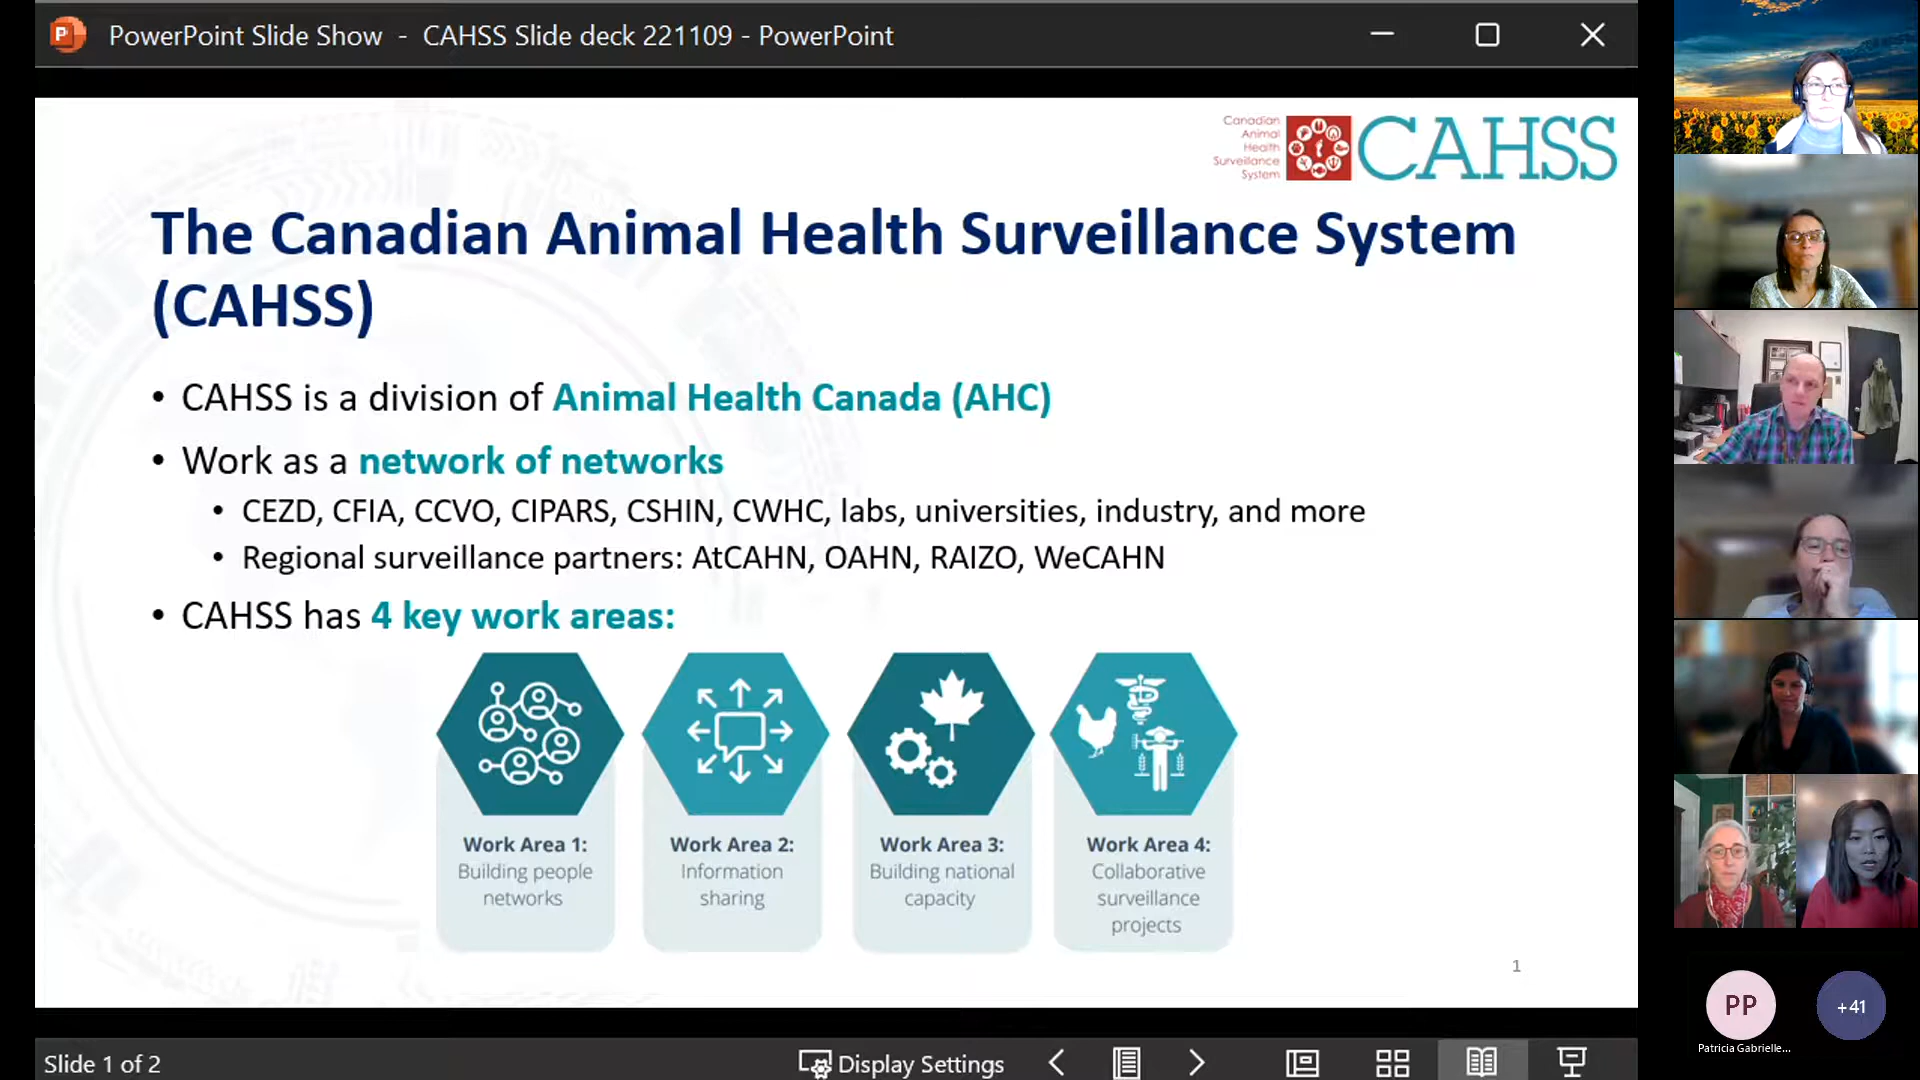 PowerPoint Slide Show - CAHSS Slide deck 221109 - PowerPoint
Canadian
Animal
Health
Surveillance
System
CAHSS
The Canadian Animal Health Surveillance System
(CAHSS)
• CAHSS is a division of Animal Health Canada (AHC)
• Work as a network of networks
• CEZD, CFIA, CCVO, CIPARS, CSHIN, CWHC, labs, universities, industry, and more
• Regional surveillance partners: AtCAHN, OAHN, RAIZO, WeCAHN
• CAHSS has 4 key work areas:
Work Area 1:
Building people
networks
Work Area 2:
Information
sharing
Work Area 3:
Building national
capacity
Work Area 4:
Collaborative
surveillance
projects
1
Slide 1 of 2
Display Settings
PP
Patricia Gabrielle...
+41